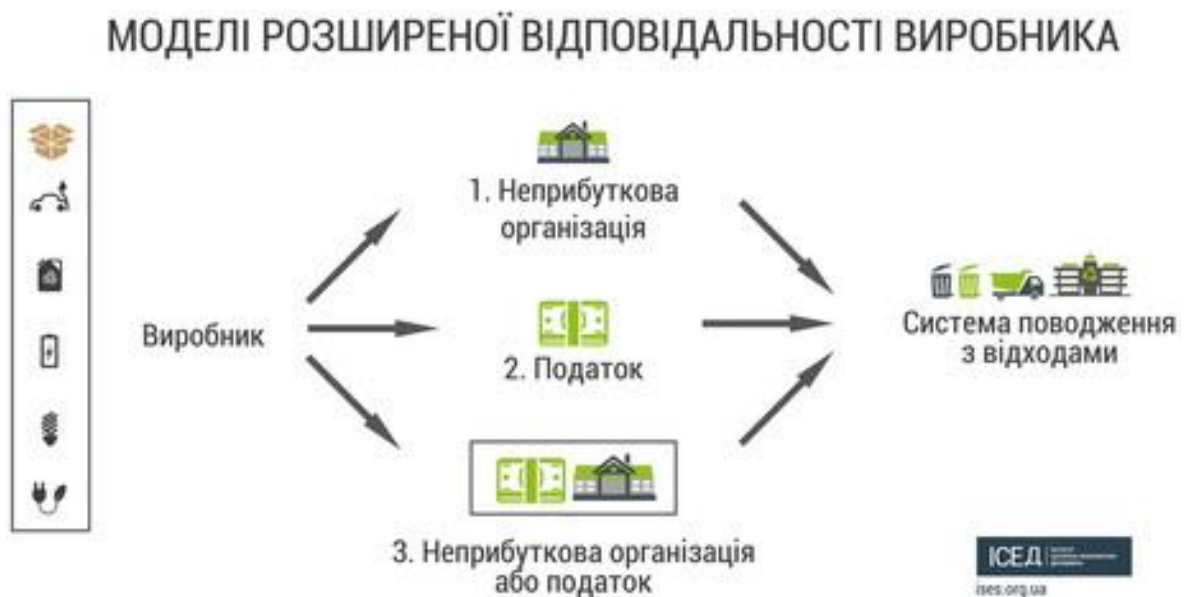 МОДЕЛІ РОЗШИРЕНОЇ ВІДПОВІДАЛЬНОСТІ ВИРОБНИКА
1. Неприбуткова
організація
Виробник
2. Податок
3. Неприбуткова організація
або податок
Система поводження
з відходами
ІСЕД
ises.org.ua